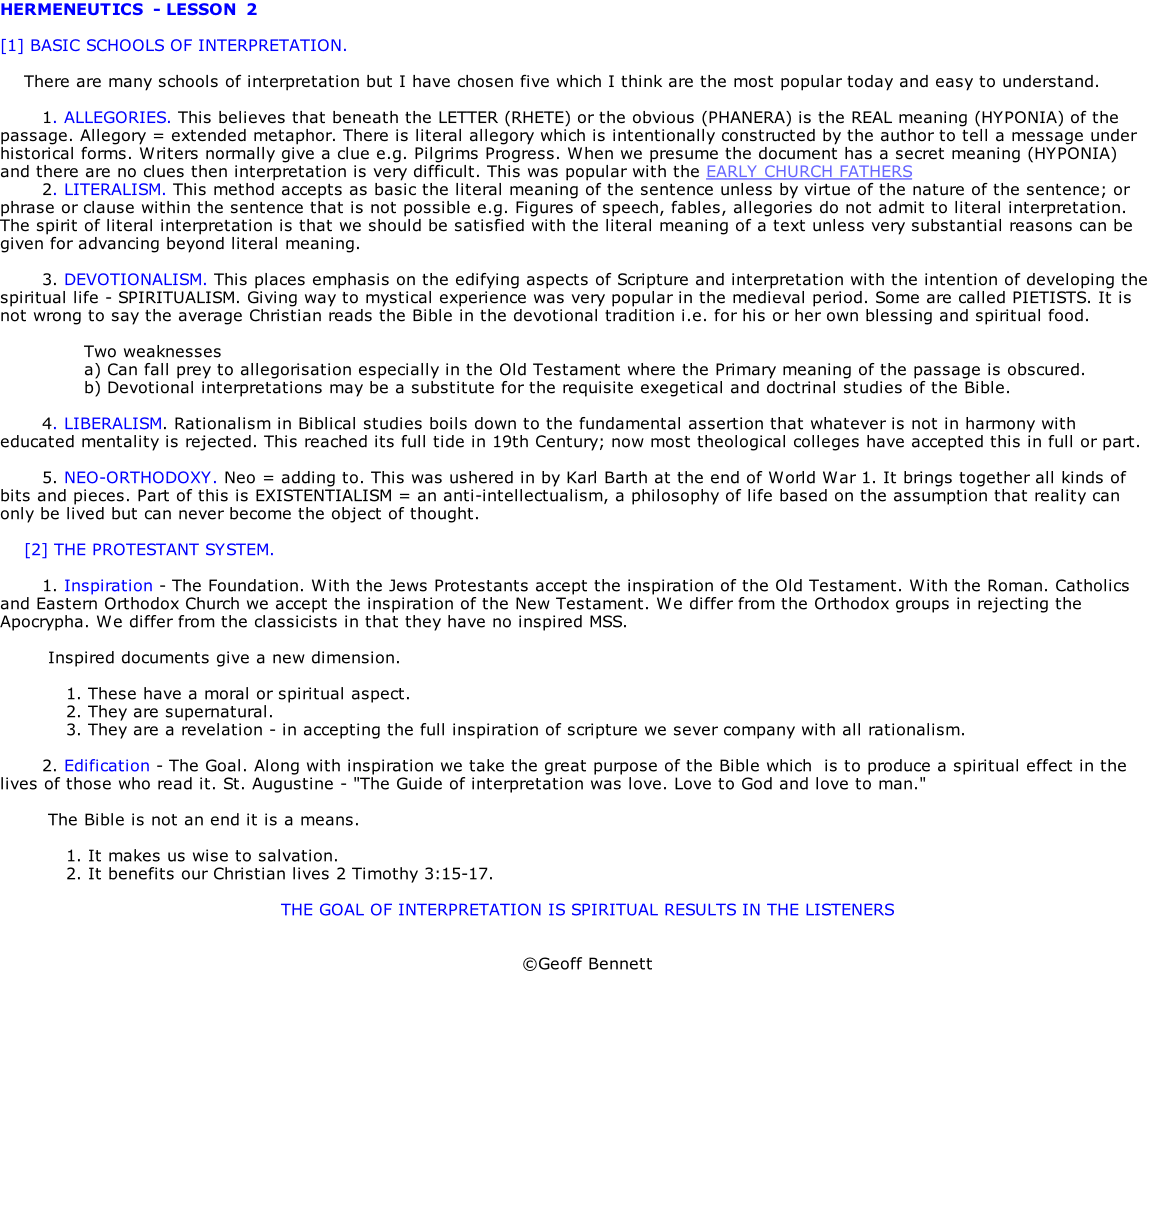 HERMENEUTICS - LESSON 2
[1] BASIC SCHOOLS OF INTERPRETATION.
There are many schools of interpretation but I have chosen five which I think are the most popular today and easy to understand.
1. ALLEGORIES. This believes that beneath the LETTER (RHETE) or the obvious (PHANERA) is the REAL meaning (HYPONIA) of the
passage. Allegory = extended metaphor. There is literal allegory which is intentionally constructed by the author to tell a message under
historical forms. Writers normally give a clue e.g. Pilgrims Progress. When we presume the document has a secret meaning (HYPONIA)
and there are no clues then interpretation is very difficult. This was popular with the EARLY CHURCH FATHERS
2. LITERALISM. This method accepts as basic the literal meaning of the sentence unless by virtue of the nature of the sentence; or
phrase or clause within the sentence that is not possible e.g. Figures of speech, fables, allegories do not admit to literal interpretation.
The spirit of literal interpretation is that we should be satisfied with the literal meaning of a text unless very substantial reasons can be
given for advancing beyond literal meaning.
3. DEVOTIONALISM. This places emphasis on the edifying aspects of Scripture and interpretation with the intention of developing the
spiritual life - SPIRITUALISM. Giving way to mystical experience was very popular in the medieval period. Some are called PIETISTS. It is
not wrong to say the average Christian reads the Bible in the devotional tradition i.e. for his or her own blessing and spiritual food.
Two weaknesses
a) Can fall prey to allegorisation especially in the Old Testament where the Primary meaning of the passage is obscured.
b) Devotional interpretations may be a substitute for the requisite exegetical and doctrinal studies of the Bible.
4. LIBERALISM. Rationalism in Biblical studies boils down to the fundamental assertion that whatever is not in harmony with
educated mentality is rejected. This reached its full tide in 19th Century; now most theological colleges have accepted this in full or part.
5. NEO-ORTHODOXY. Neo = adding to. This was ushered in by Karl Barth at the end of World War 1. It brings together all kinds of
bits and pieces. Part of this is EXISTENTIALISM = an anti-intellectualism, a philosophy of life based on the assumption that reality can
only be lived but can never become the object of thought.
[2] THE PROTESTANT SYSTEM.
1. Inspiration - The Foundation. With the Jews Protestants accept the inspiration of the Old Testament. With the Roman. Catholics
and Eastern Orthodox Church we accept the inspiration of the New Testament. We differ from the Orthodox groups in rejecting the
Apocrypha. We differ from the classicists in that they have no inspired MSS.
Inspired documents give a new dimension.
1. These have a moral or spiritual aspect.
2. They are supernatural.
3. They are a revelation - in accepting the full inspiration of scripture we sever company with all rationalism.
2. Edification - The Goal. Along with inspiration we take the great purpose of the Bible which is to produce a spiritual effect in the
lives of those who read it. St. Augustine - "The Guide of interpretation was love. Love to God and love to man."
The Bible is not an end it is a means.
1. It makes us wise to salvation.
2. It benefits our Christian lives 2 Timothy 3:15-17.
THE GOAL OF INTERPRETATION IS SPIRITUAL RESULTS IN THE LISTENERS
©Geoff Bennett